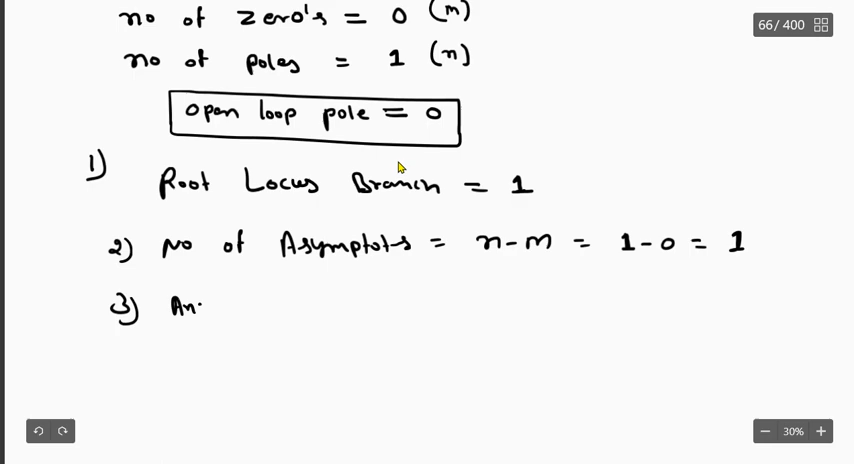 no of zero's = 0 (m)
66 / 400
no of poles = 1 (n)
open loop pole = 0
1) Root Locus Branch = 1
2) No of Asymptots = n-m = 1-0 = 1
3) An
30%